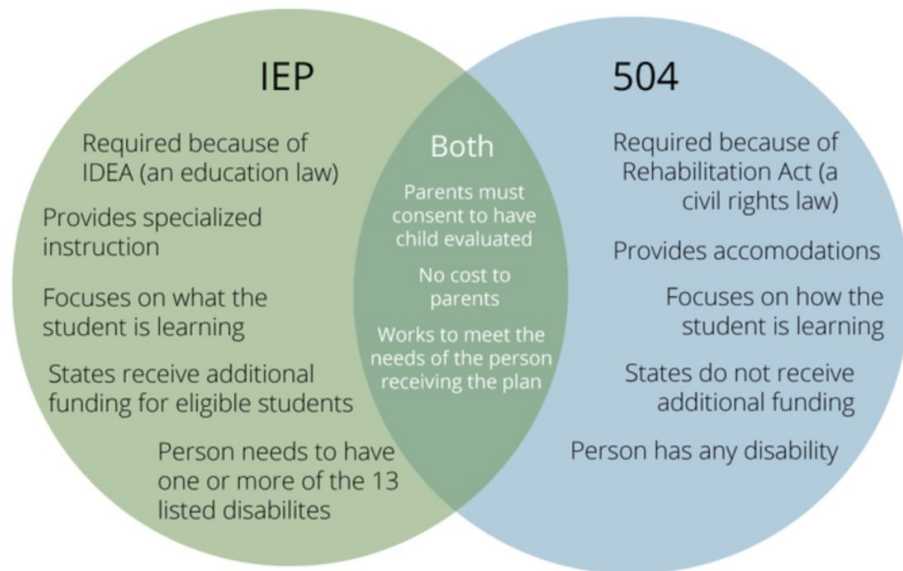 IEP
Required because of
IDEA (an education law)
Provides specialized
instruction
Focuses on what the
student is learning
States receive additional
funding for eligible students
Person needs to have
one or more of the 13
listed disabilites
Both
Parents must
consent to have
child evaluated
No cost to
parents
Works to meet the
needs of the person
receiving the plan
504
Required because of
Rehabilitation Act (a
civil rights law)
Provides accomodations
Focuses on how the
student is learning
States do not receive
additional funding
Person has any disability